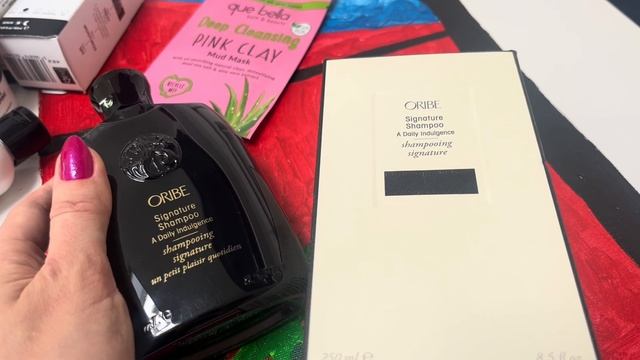 que bella
Deep Cleansing
PINK CLAY
Mud Mask
ORIBE
Signature
Shampoo
A Daily Indulgence
shampooing
signature
un petit plaisir quotidien
ORIBE
Signature
Shampoo
A Daily Indulgence
shampooing
signature
250 ml ℮
8.5 fl oz